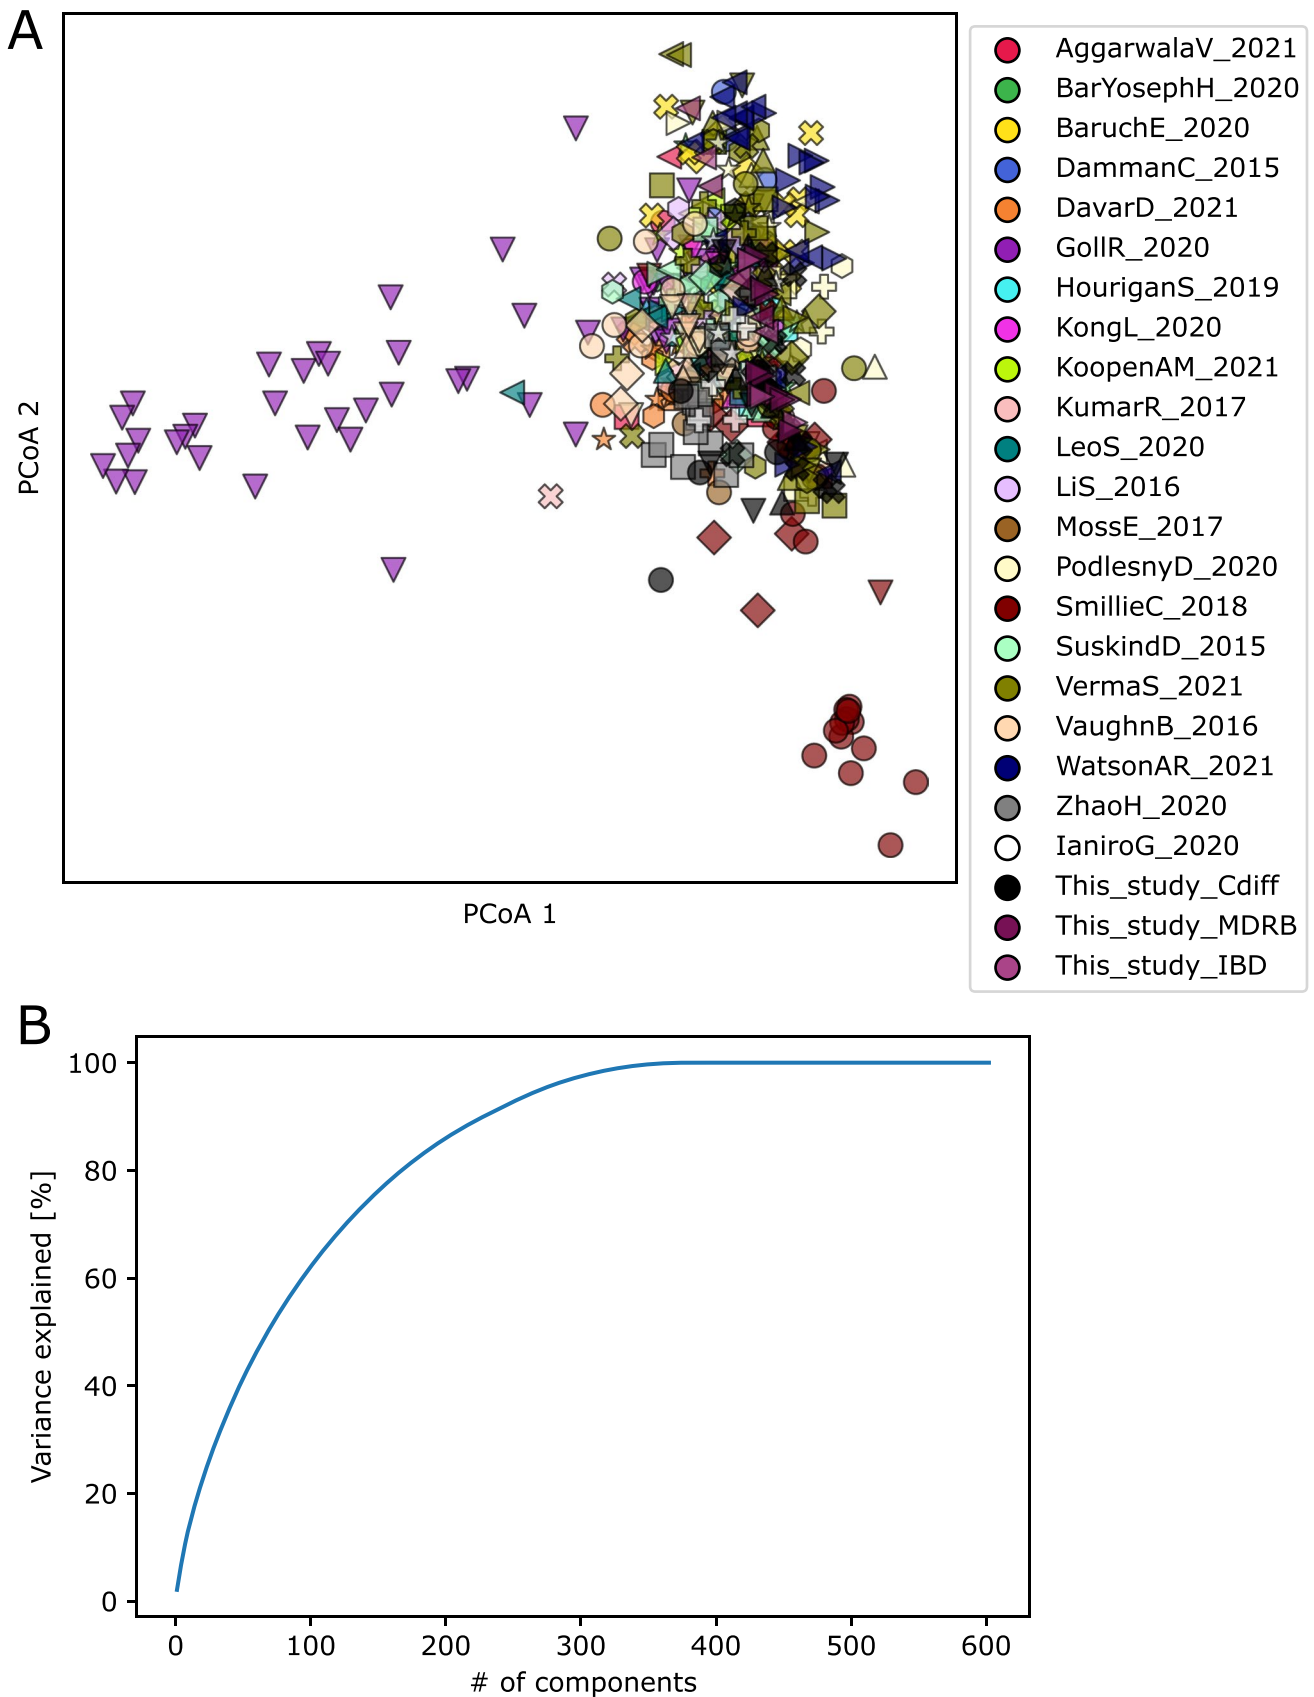 A
PCoA 2
PCoA 1
AggarwalaV_2021
BarYosephH_2020
BaruchE_2020
DammanC_2015
DavarD_2021
GollR_2020
HouriganS_2019
KongL_2020
KoopenAM_2021
KumarR_2017
LeoS_2020
LiS_2016
MossE_2017
PodlesnyD_2020
SmillieC_2018
SuskindD_2015
VermaS_2021
VaughnB_2016
WatsonAR_2021
ZhaoH_2020
IaniroG_2020
This_study_Cdiff
This_study_MDRB
This_study_IBD
B
Variance explained [%]
100
80
60
40
20
0
0 100 200 300 400 500 600
# of components